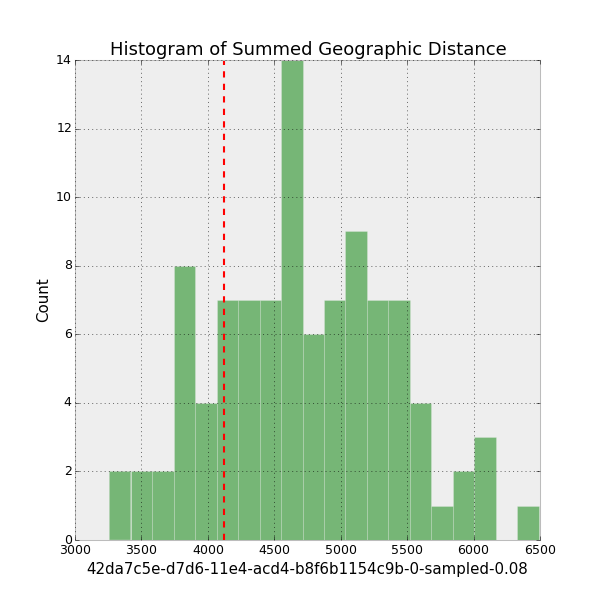 Histogram of Summed Geographic Distance
14
12
10
8
6
4
2
0
Count
3000 3500 4000 4500 5000 5500 6000 6500
42da7c5e-d7d6-11e4-acd4-b8f6b1154c9b-0-sampled-0.08